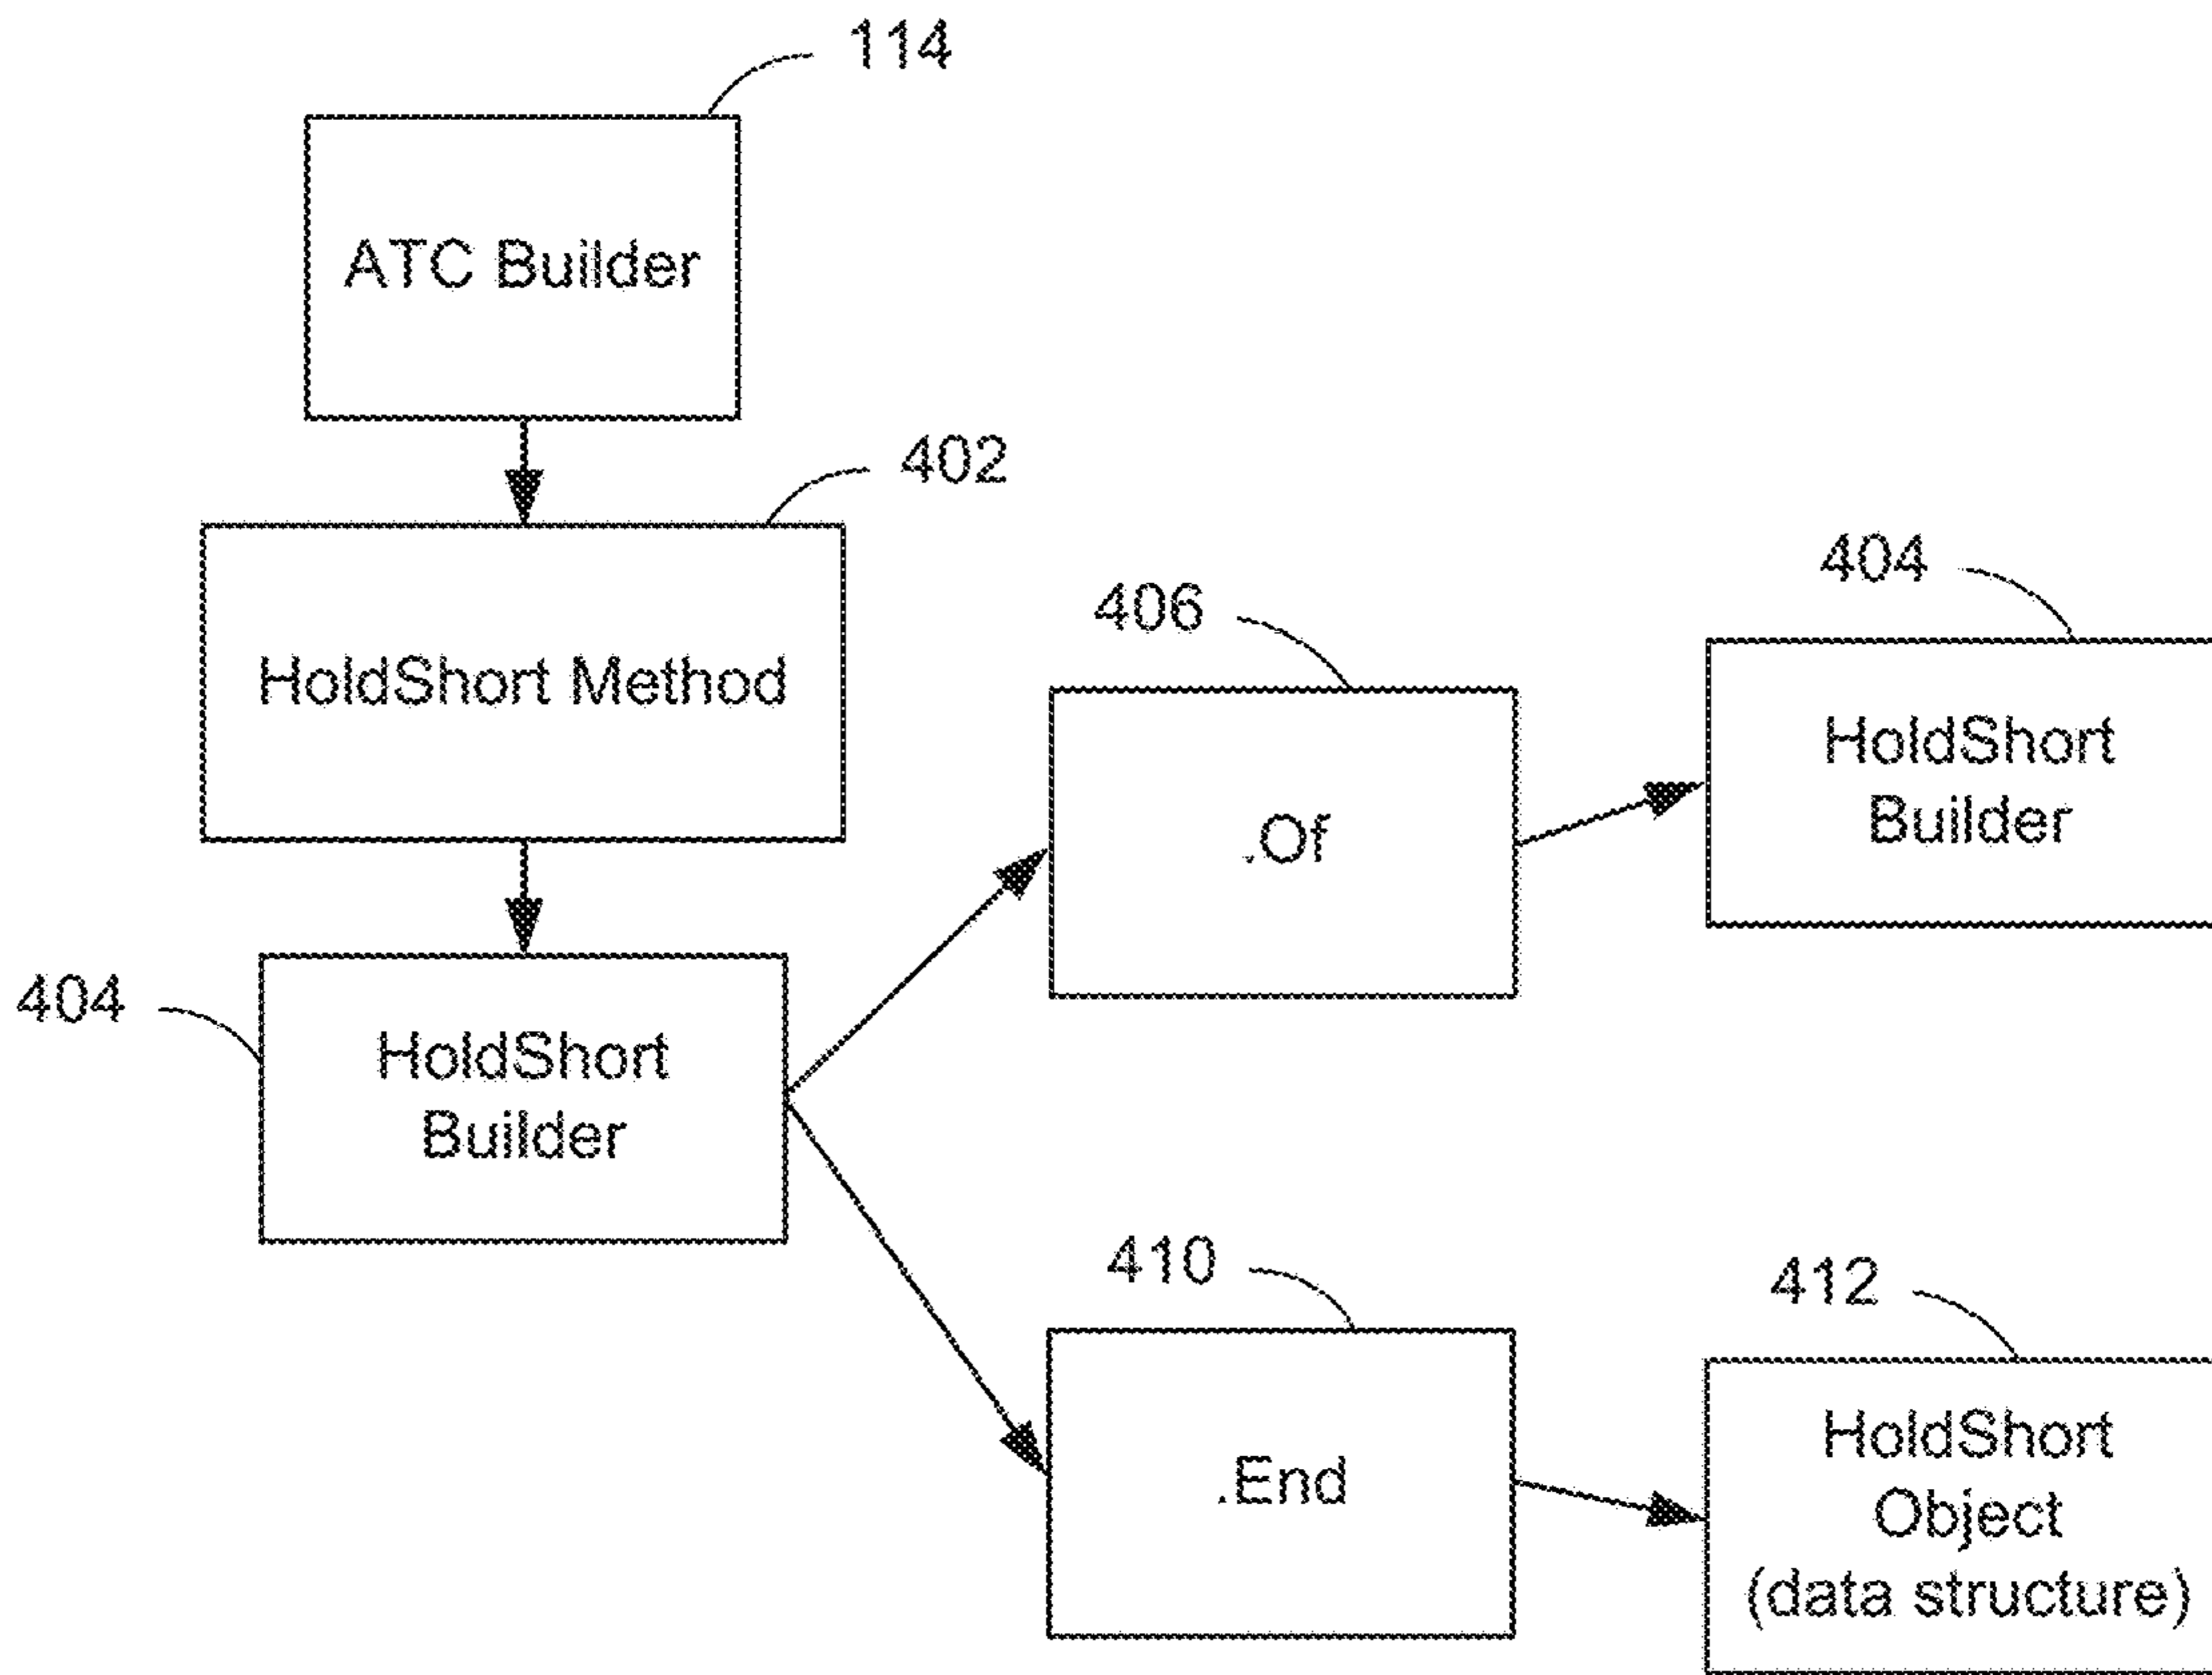 114
ATC Builder
402
HoldShort Method
404
406
.Of
404
HoldShort
Builder
HoldShort
Builder
410
.End
412
HoldShort
Object
(data structure)